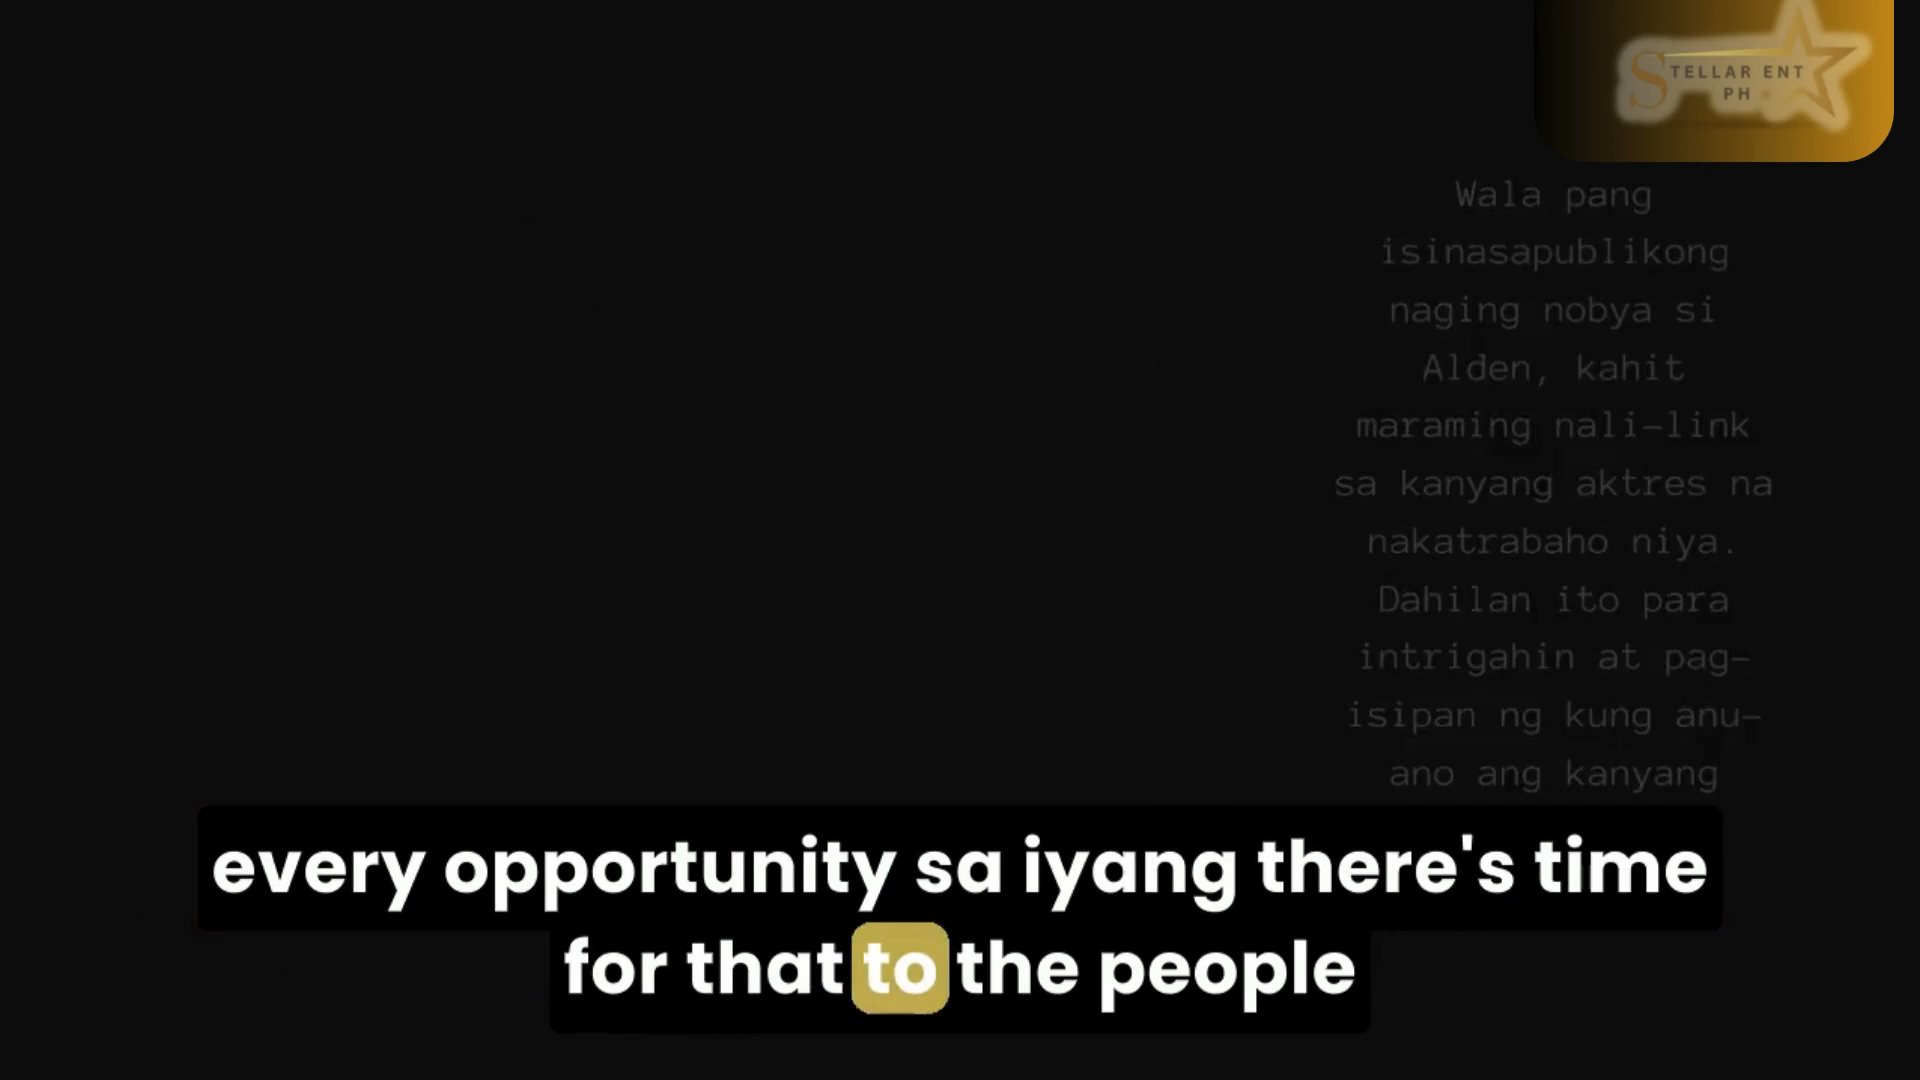 STELLAR ENT
PH
Wala pang
isinasapublikong
naging nobya si
Alden, kahit
maraming nali-link
sa kanyang aktres na
nakatrabaho niya.
Dahilan ito para
intrigahin at pag-
isipan ng kung anu-
ano ang kanyang
every opportunity sa iyang there's time
for that to the people